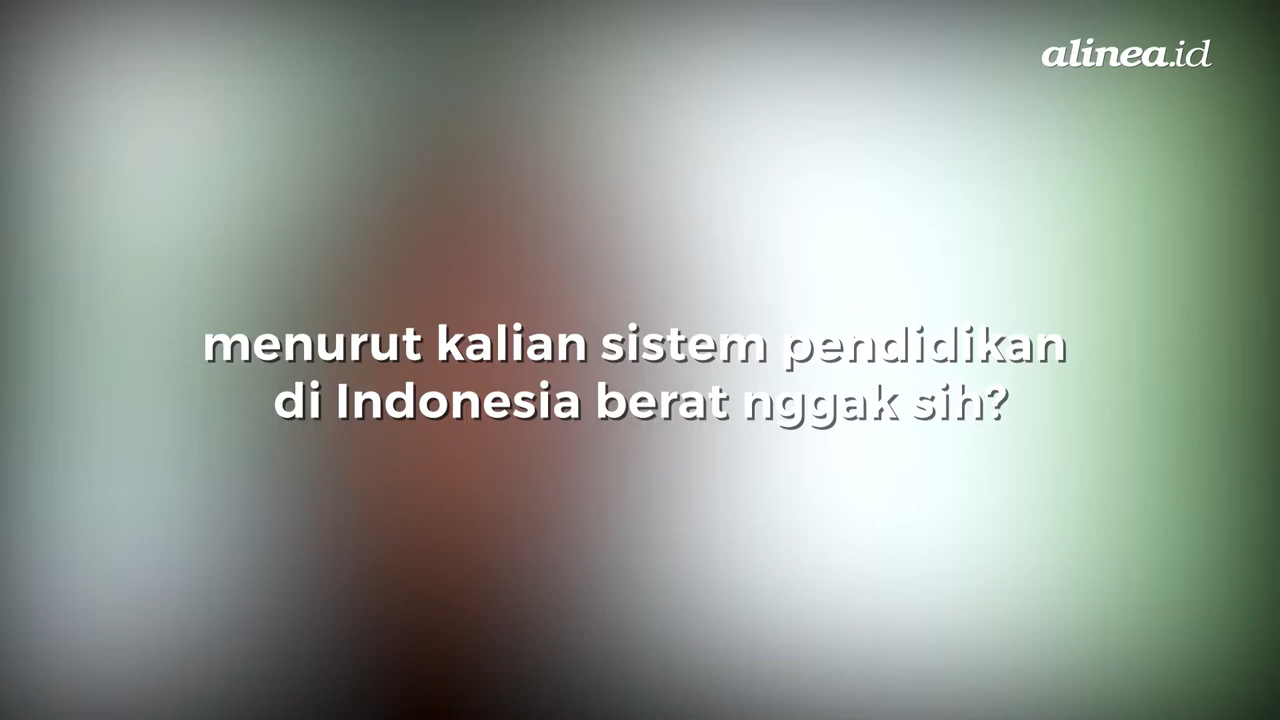 alinea.id
menurut kalian sistem pendidikan
di Indonesia berat nggak sih?